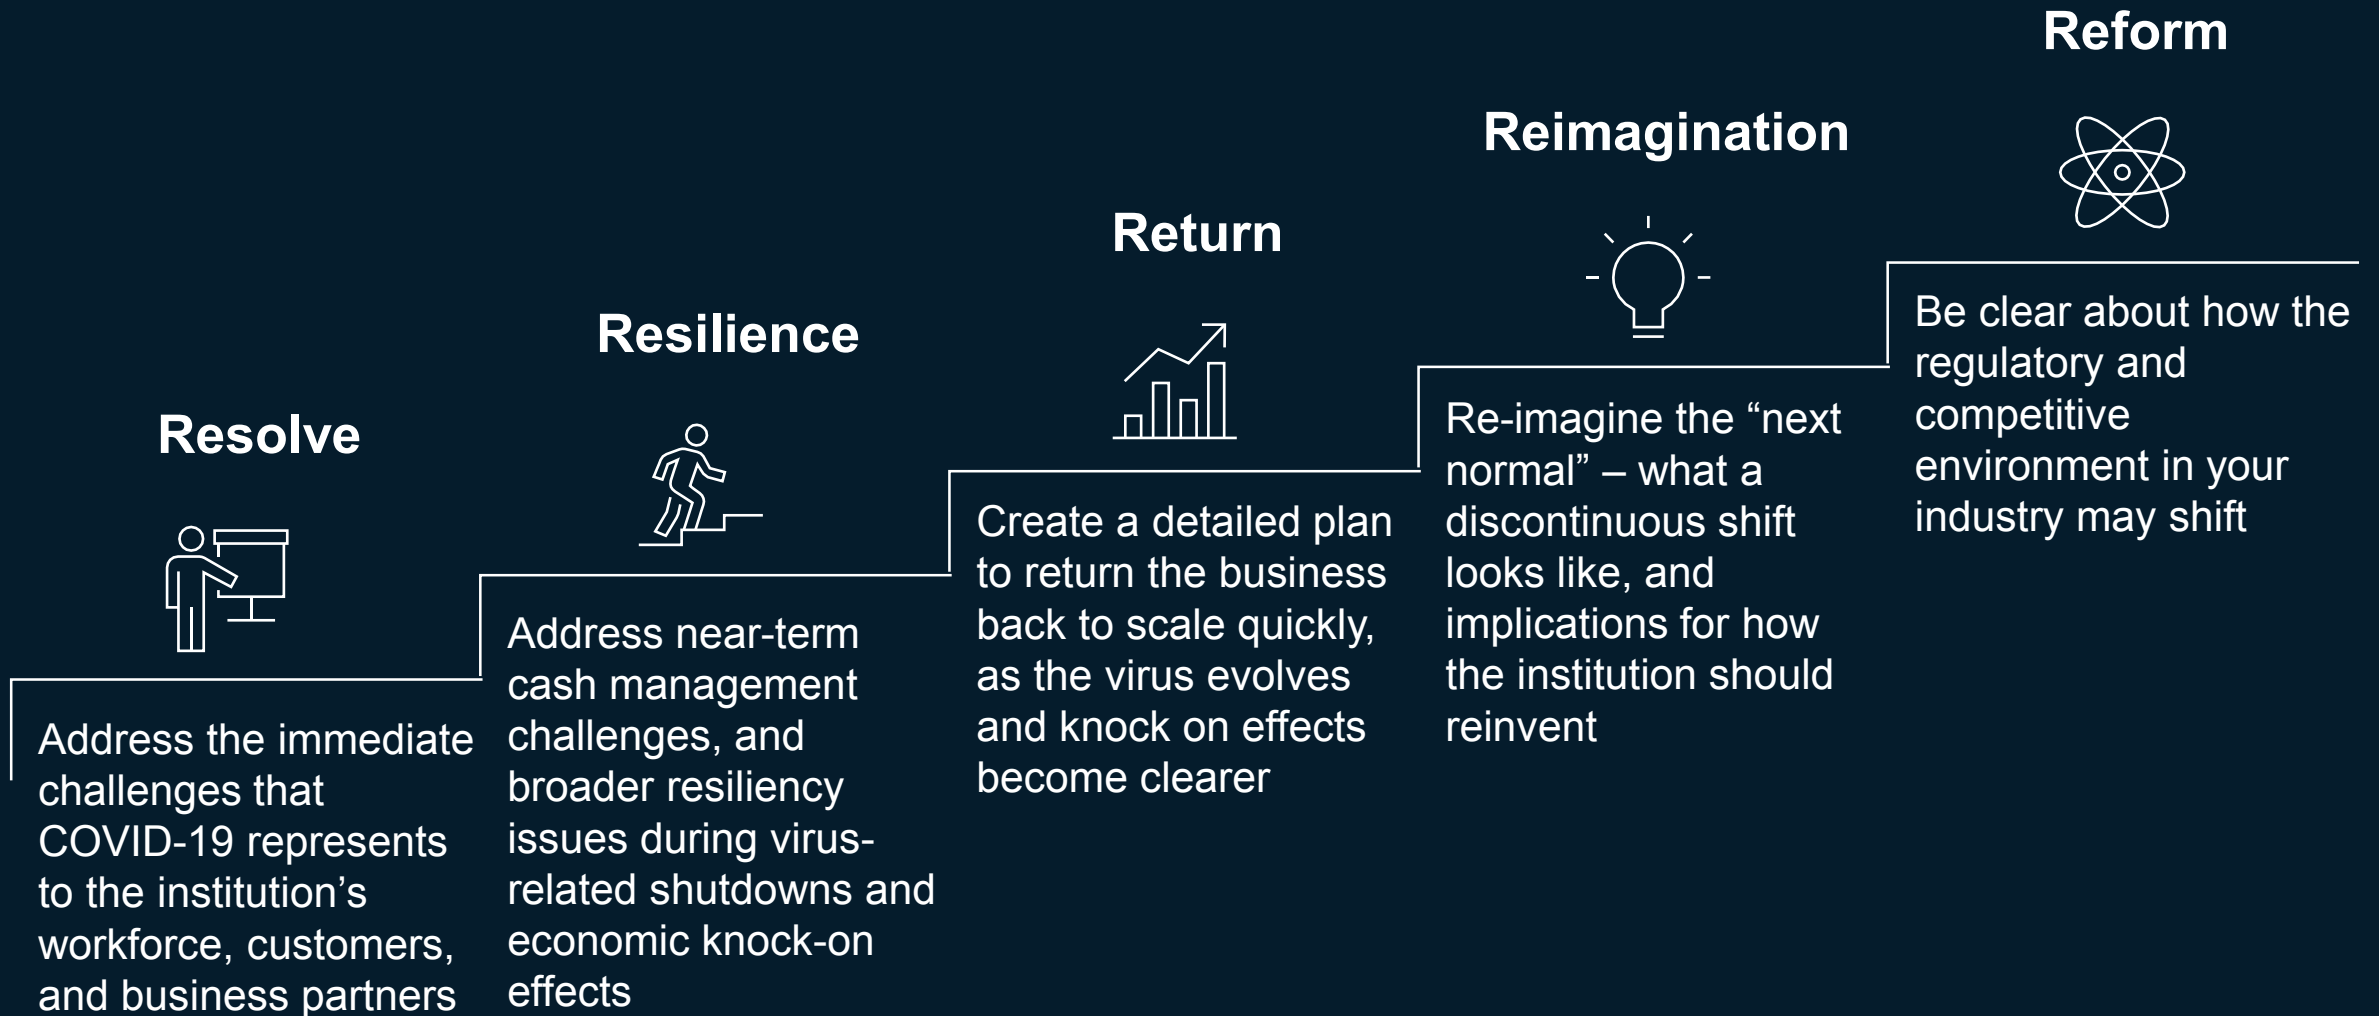 Resolve
Address the immediate
challenges that
COVID-19 represents
to the institution’s
workforce, customers,
and business partners
Resilience
Address near-term
cash management
challenges, and
broader resiliency
issues during virus-
related shutdowns and
economic knock-on
effects
Return
Create a detailed plan
to return the business
back to scale quickly,
as the virus evolves
and knock on effects
become clearer
Reimagination
Re-imagine the “next
normal” – what a
discontinuous shift
looks like, and
implications for how
the institution should
reinvent
Reform
Be clear about how the
regulatory and
competitive
environment in your
industry may shift